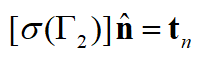 [σ(Γ₂)]n̂ = tₙ